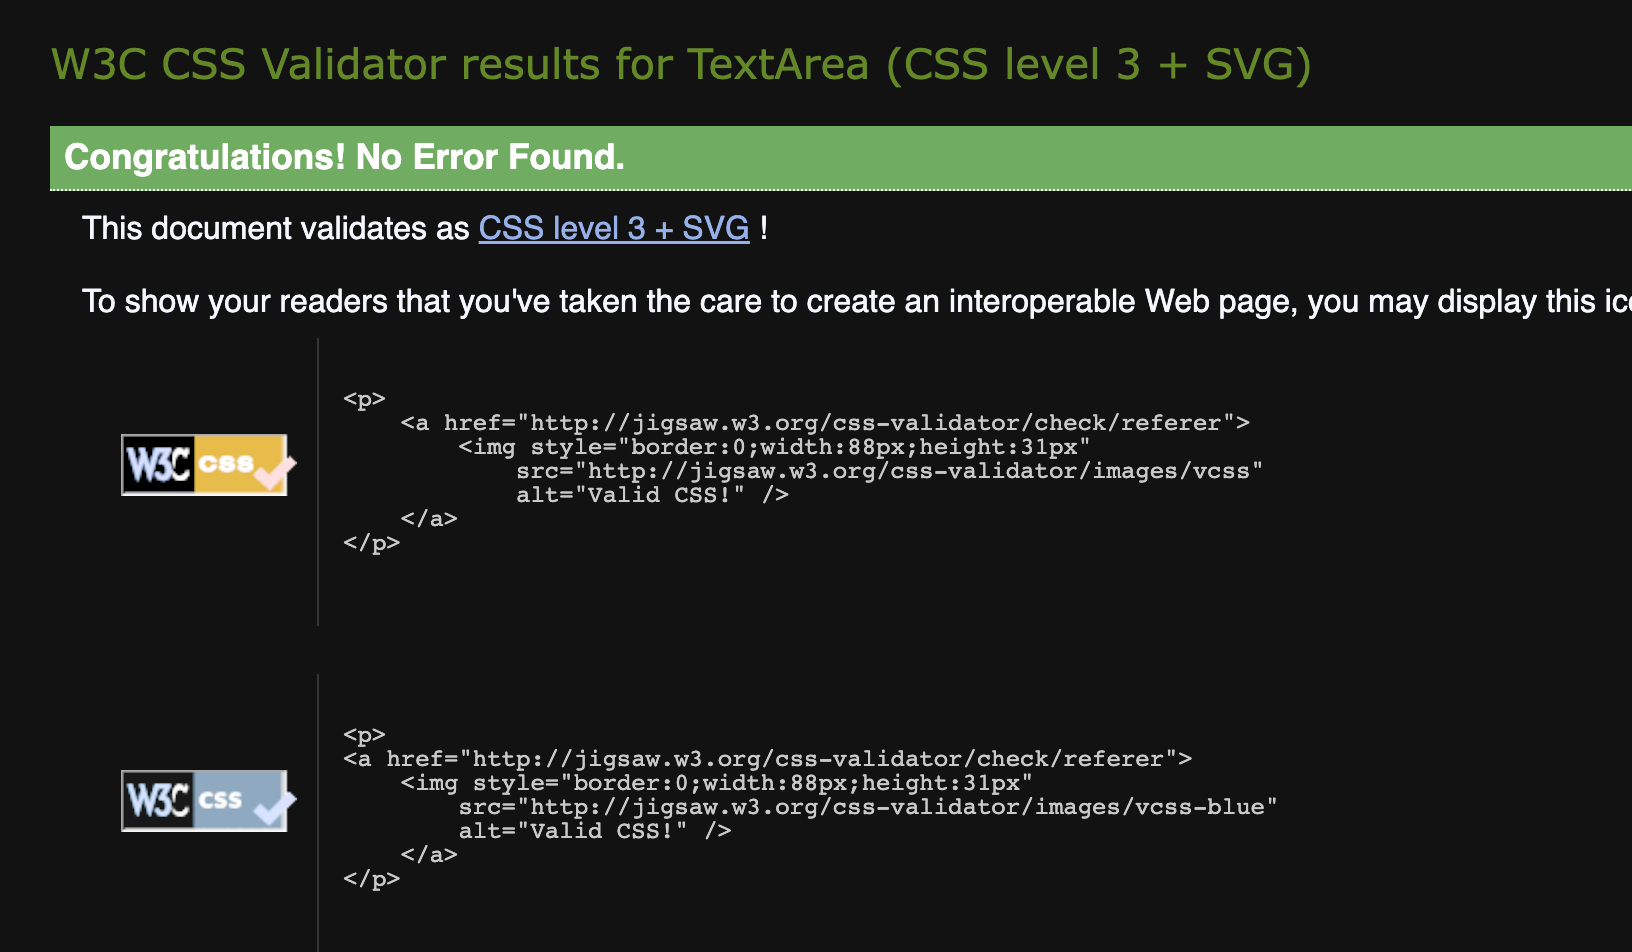 W3C CSS Validator results for TextArea (CSS level 3 + SVG)
Congratulations! No Error Found.
This document validates as CSS level 3 + SVG !
To show your readers that you've taken the care to create an interoperable Web page, you may display this
<p>
<a href="http://jigsaw.w3.org/css-validator/check/referer">
<img style="border:0;width:88px;height:31px"
src="http://jigsaw.w3.org/css-validator/images/vcss"
alt="Valid CSS!" />
</a>
</p>
W3C css
<p>
<a href="http://jigsaw.w3.org/css-validator/check/referer">
<img style="border:0;width:88px;height:31px"
src="http://jigsaw.w3.org/css-validator/images/vcss-blue"
alt="Valid CSS!" />
</a>
</p>
W3C css